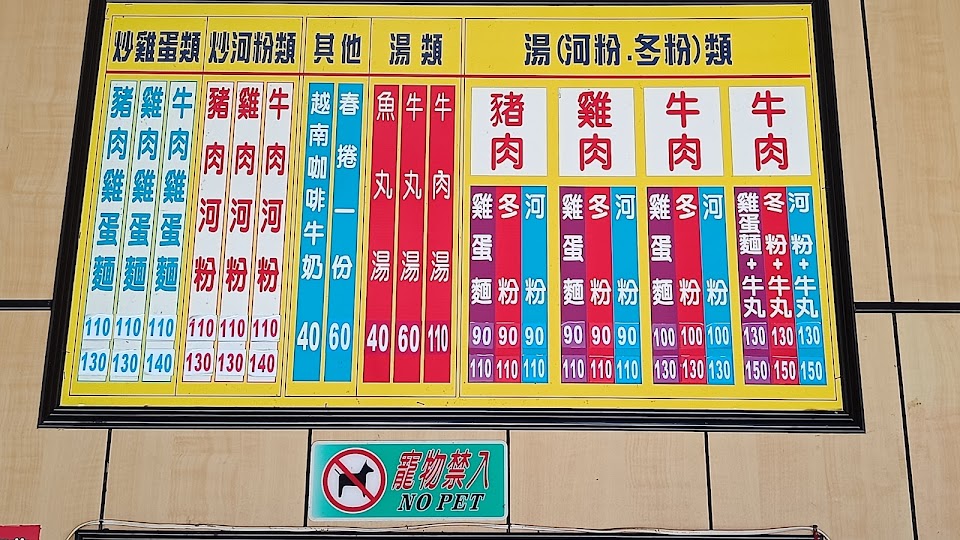 炒雞蛋類 炒河粉類 其他 湯類 湯(河粉.冬粉)類
牛肉雞蛋麵 110 140
雞肉雞蛋麵 110 130
豬肉雞蛋麵 110 130
牛肉河粉 110 140
雞肉河粉 110 130
豬肉河粉 110 130
春捲一份 60
越南咖啡牛奶 40
牛肉湯 110
牛丸湯 60
魚丸湯 40
豬肉
雞蛋麵 90 110
冬粉 90 110
河粉 90 110
雞肉
雞蛋麵 90 110
冬粉 90 110
河粉 90 110
牛肉
雞蛋麵 100 130
冬粉 100 130
河粉 100 130
牛肉
雞蛋麵+牛丸 130 150
冬粉+牛丸 130 150
河粉+牛丸 130 150
寵物禁入
NO PET